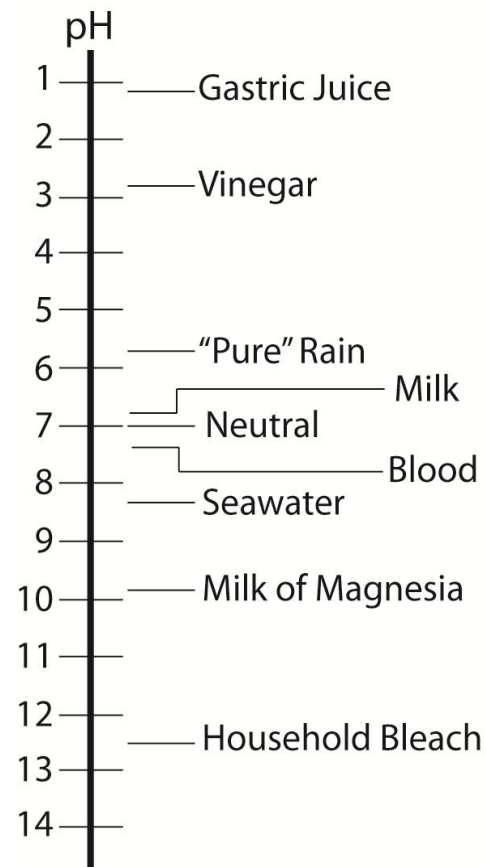 pH
1
Gastric Juice
2
Vinegar
3
4
5
“Pure” Rain
6
Milk
7
Neutral
Blood
8
Seawater
9
Milk of Magnesia
10
11
12
Household Bleach
13
14